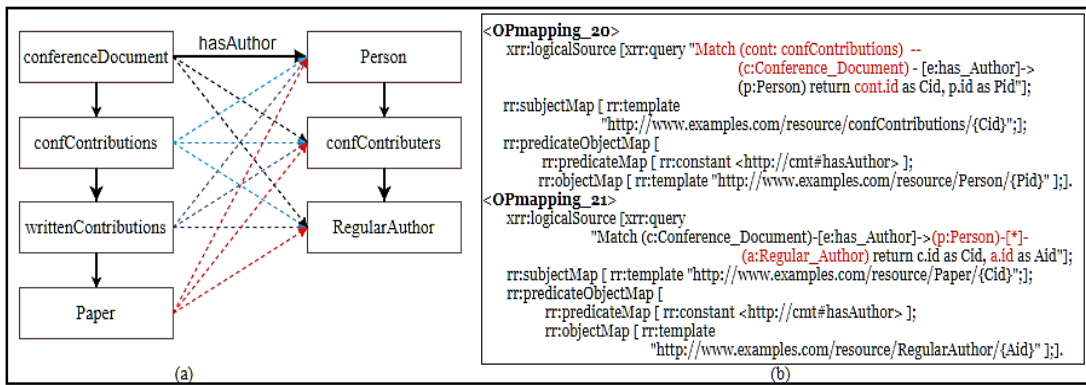 hasAuthor
conferenceDocument
Person
confContributions
confContributers
writtenContributions
RegularAuthor
Paper
(a)
<OPmapping_20>
xrr:logicalSource [xrr:query "Match (cont: confContributions) --
(c:Conference_Document) - [e:has_Author]->
(p:Person) return cont.id as Cid, p.id as Pid"];
rr:subjectMap [ rr:template
"http://www.examples.com/resource/confContributions/{Cid}";];
rr:predicateObjectMap [
rr:predicateMap [ rr:constant <http://cmt#hasAuthor> ];
rr:objectMap [ rr:template "http://www.examples.com/resource/Person/{Pid}" ];].
<OPmapping_21>
xrr:logicalSource [xrr:query
"Match (c:Conference_Document)-[e:has_Author]->(p:Person)-[*]-
(a:Regular_Author) return c.id as Cid, a.id as Aid"];
rr:subjectMap [ rr:template "http://www.examples.com/resource/Paper/{Cid}";];
rr:predicateObjectMap [
rr:predicateMap [ rr:constant <http://cmt#hasAuthor> ];
rr:objectMap [ rr:template
"http://www.examples.com/resource/RegularAuthor/{Aid}" ];].
(b)